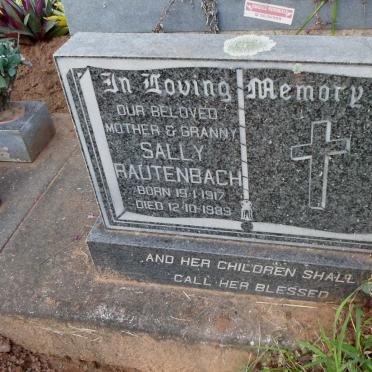 In Loving Memory
OUR BELOVED
MOTHER & GRANNY
SALLY
RAUTENBACH
BORN 19·1·1917
DIED 12·10·1989
AND HER CHILDREN SHALL
CALL HER BLESSED